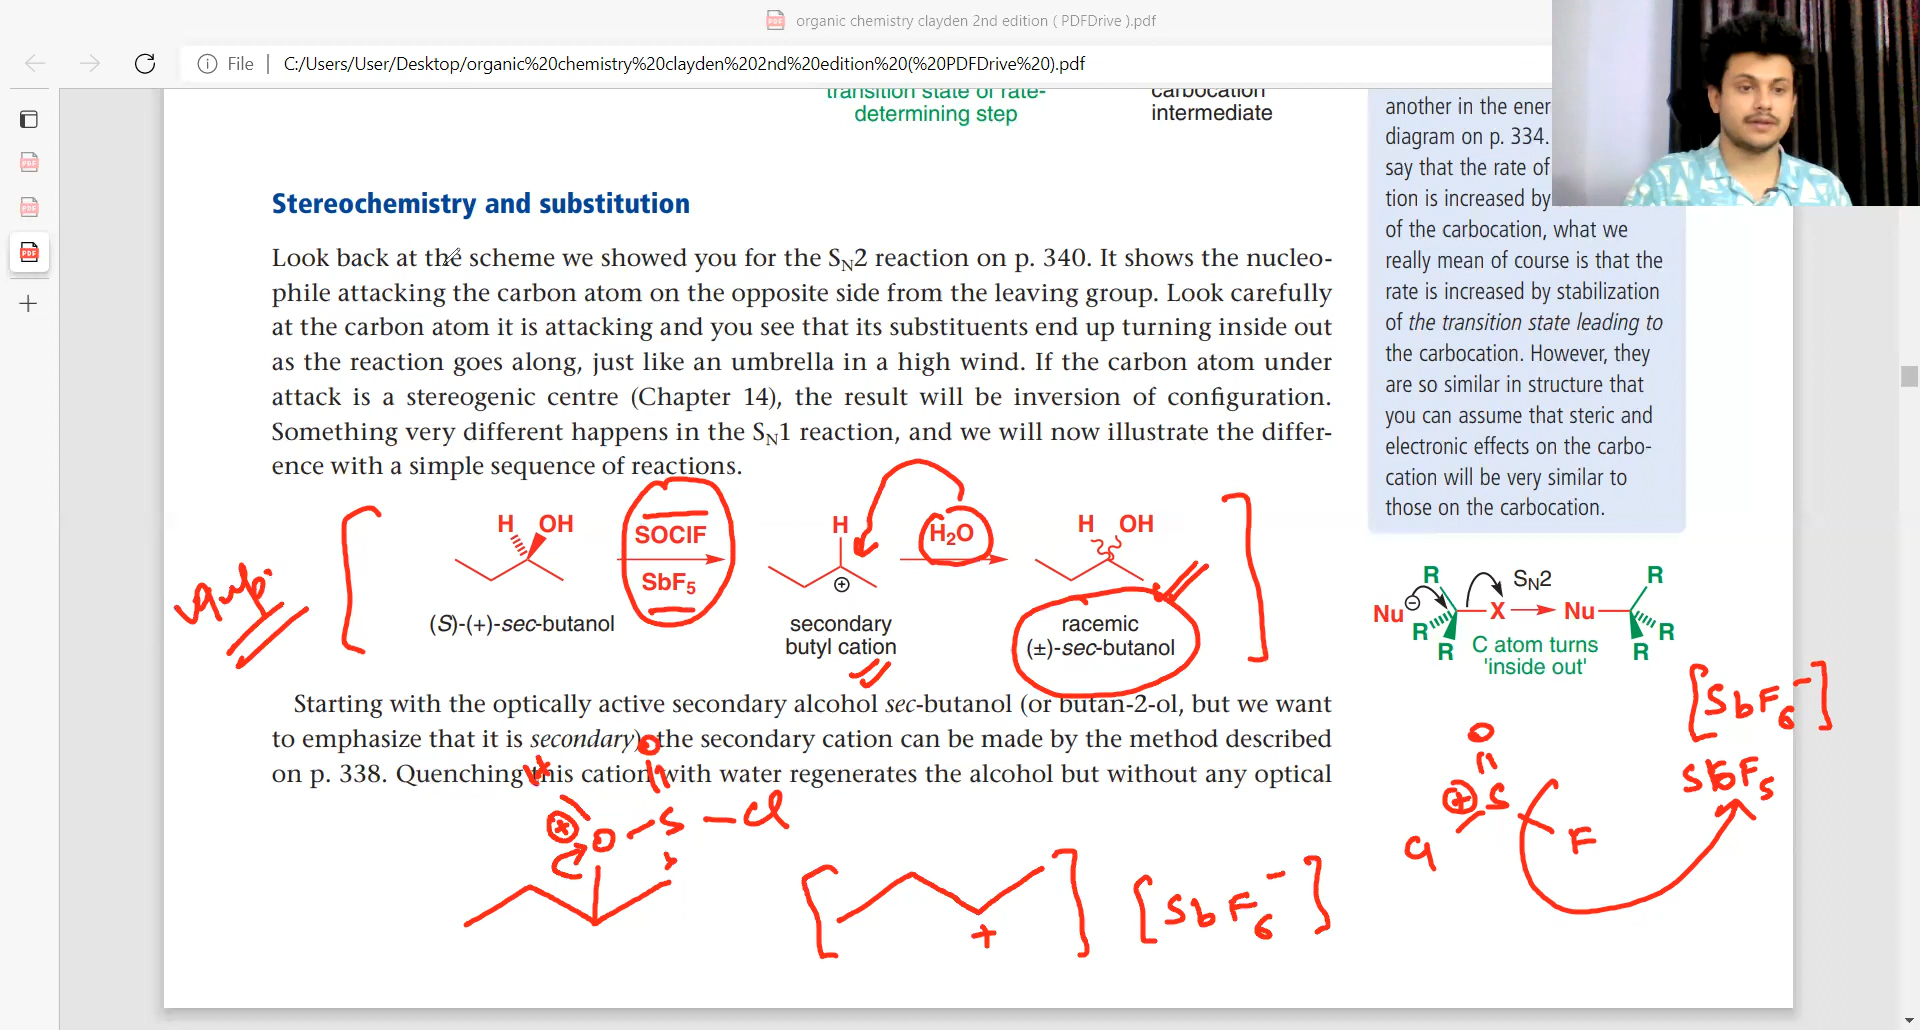 organic chemistry clayden 2nd edition ( PDFDrive ).pdf
File
C:/Users/User/Desktop/organic%20chemistry%20clayden%202nd%20edition%20(%20PDFDrive%20).pdf
transition state of rate-
determining step
carbocation
intermediate
another in the ener
diagram on p. 334.
say that the rate of
tion is increased by
of the carbocation, what we
really mean of course is that the
rate is increased by stabilization
of the transition state leading to
the carbocation. However, they
are so similar in structure that
you can assume that steric and
electronic effects on the carbo-
cation will be very similar to
those on the carbocation.
Stereochemistry and substitution
Look back at the scheme we showed you for the SN2 reaction on p. 340. It shows the nucleo-
phile attacking the carbon atom on the opposite side from the leaving group. Look carefully
at the carbon atom it is attacking and you see that its substituents end up turning inside out
as the reaction goes along, just like an umbrella in a high wind. If the carbon atom under
attack is a stereogenic centre (Chapter 14), the result will be inversion of configuration.
Something very different happens in the SN1 reaction, and we will now illustrate the differ-
ence with a simple sequence of reactions.
H OH
SOClF
SbF5
H
⊕
H2O
H OH
(S)-(+)-sec-butanol
secondary
butyl cation
racemic
(±)-sec-butanol
R
R
R
Nu
⊖
X
SN2
Nu
R
R
R
C atom turns
'inside out'
Starting with the optically active secondary alcohol sec-butanol (or butan-2-ol, but we want
to emphasize that it is secondary), the secondary cation can be made by the method described
on p. 338. Quenching this cation with water regenerates the alcohol but without any optical
[SbF6-]
SbF5
O
⊕ S
F
O
H
⊕
O-S-Cl
[ + ] [SbF6-]